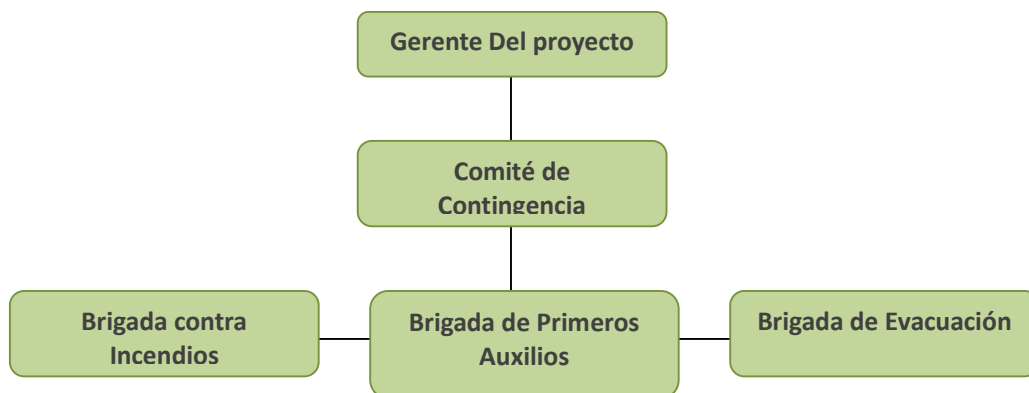 Gerente Del proyecto
Comité de
Contingencia
Brigada contra
Incendios
Brigada de Primeros
Auxilios
Brigada de Evacuación